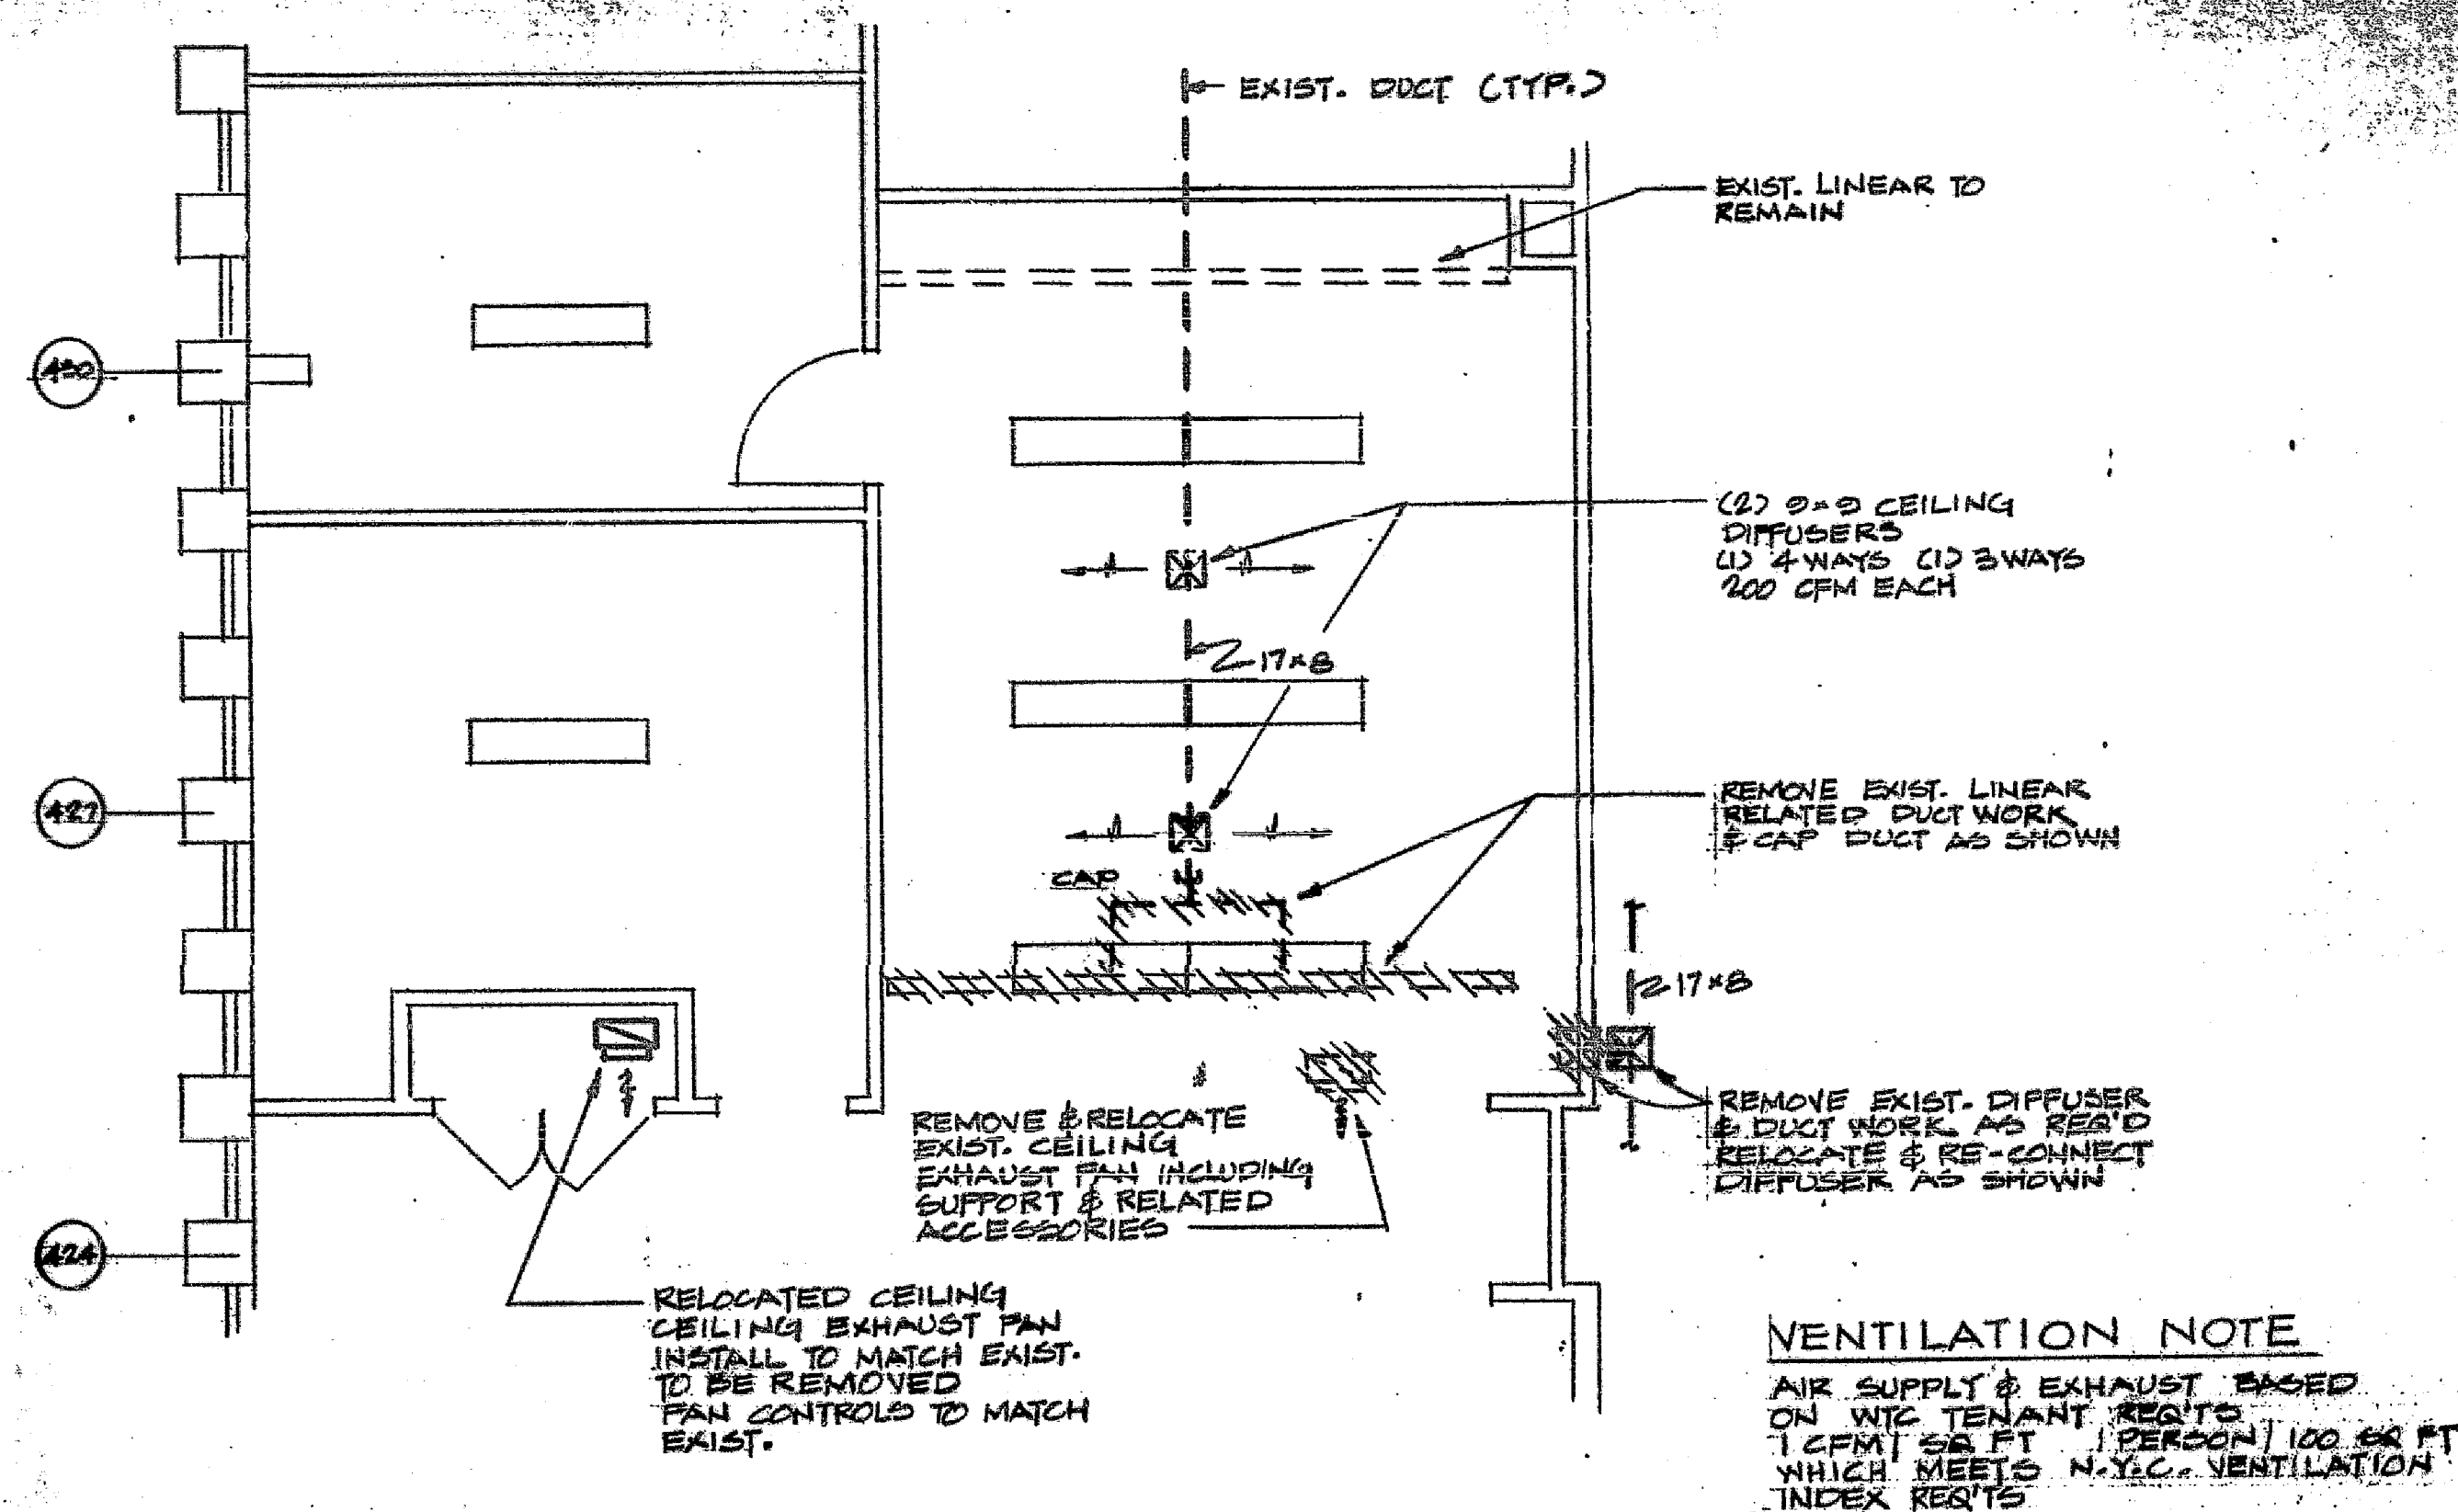 EXIST. DUCT (TYP.)
EXIST. LINEAR TO
REMAIN
430
(2) 9x9 CEILING
DIFFUSERS
(1) 4 WAYS (1) 3 WAYS
200 CFM EACH
17x8
427
REMOVE EXIST. LINEAR
RELATED DUCT WORK
& CAP DUCT AS SHOWN
CAP
17x8
REMOVE & RELOCATE
EXIST. CEILING
EXHAUST FAN INCLUDING
SUPPORT & RELATED
ACCESSORIES
REMOVE EXIST. DIFFUSER
& DUCT WORK AS REQ'D
RELOCATE & RE-CONNECT
DIFFUSER AS SHOWN
424
RELOCATED CEILING
CEILING EXHAUST FAN
INSTALL TO MATCH EXIST.
TO BE REMOVED
FAN CONTROLS TO MATCH
EXIST.
VENTILATION NOTE
AIR SUPPLY & EXHAUST BASED
ON WTC TENANT REQ'TS
1 CFM/SQ FT 1 PERSON/100 SQ FT
WHICH MEETS N.Y.C. VENTILATION
INDEX REQ'TS